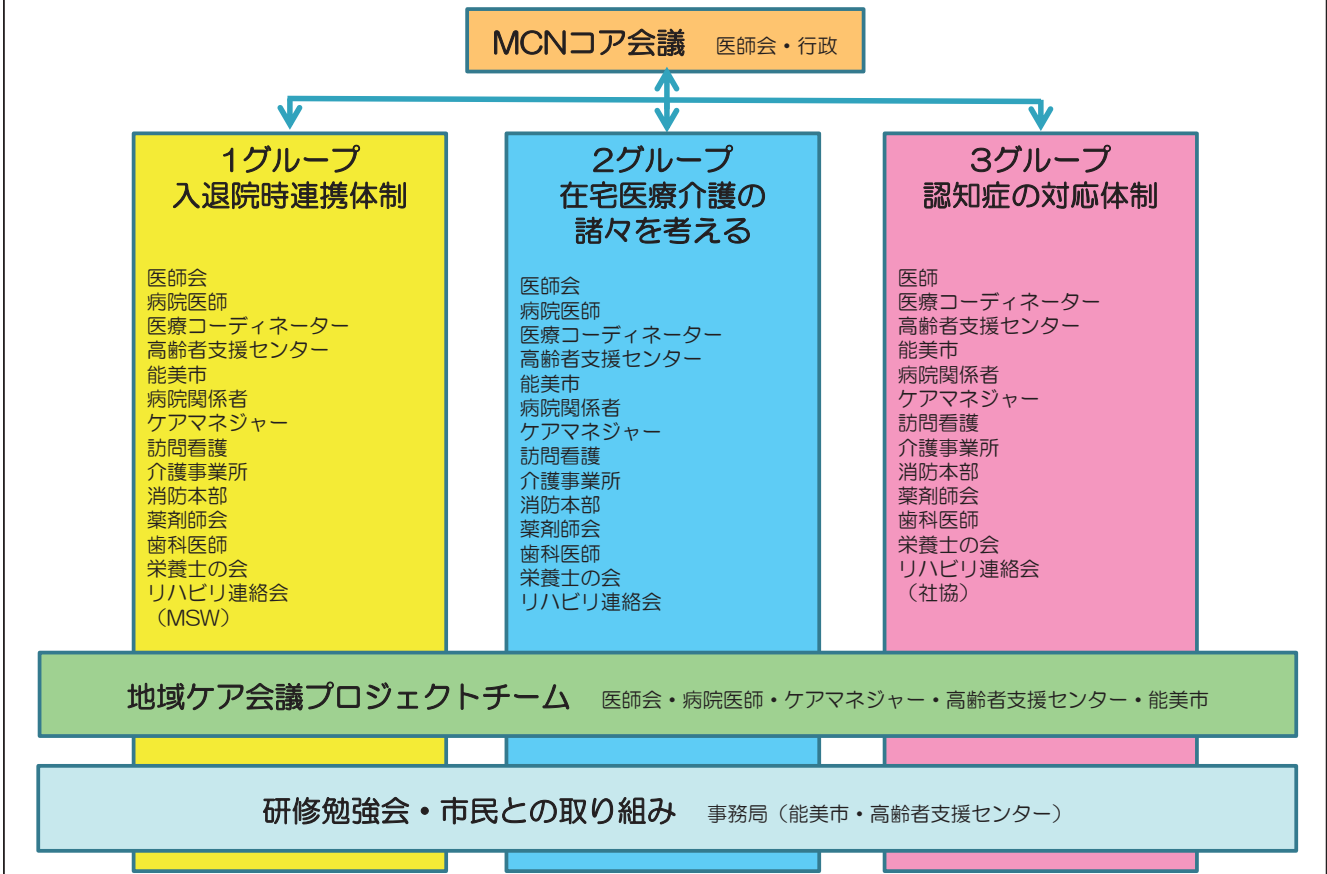 MCNコア会議 医師会・行政
1グループ
入退院時連携体制
医師会
病院医師
医療コーディネーター
高齢者支援センター
能美市
病院関係者
ケアマネジャー
訪問看護
介護事業所
消防本部
薬剤師会
歯科医師
栄養士の会
リハビリ連絡会
（MSW）
2グループ
在宅医療介護の
諸々を考える
医師会
病院医師
医療コーディネーター
高齢者支援センター
能美市
病院関係者
ケアマネジャー
訪問看護
介護事業所
消防本部
薬剤師会
歯科医師
栄養士の会
リハビリ連絡会
3グループ
認知症の対応体制
医師
医療コーディネーター
高齢者支援センター
能美市
病院関係者
ケアマネジャー
訪問看護
介護事業所
消防本部
薬剤師会
歯科医師
栄養士の会
リハビリ連絡会
（社協）
地域ケア会議プロジェクトチーム 医師会・病院医師・ケアマネジャー・高齢者支援センター・能美市
研修勉強会・市民との取り組み 事務局（能美市・高齢者支援センター）